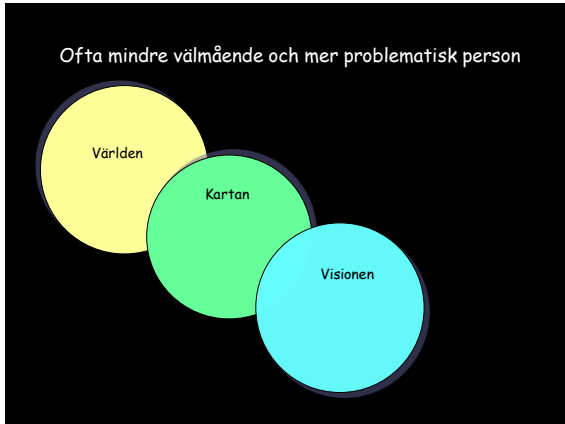 Ofta mindre välmående och mer problematisk person
Världen
Kartan
Visionen